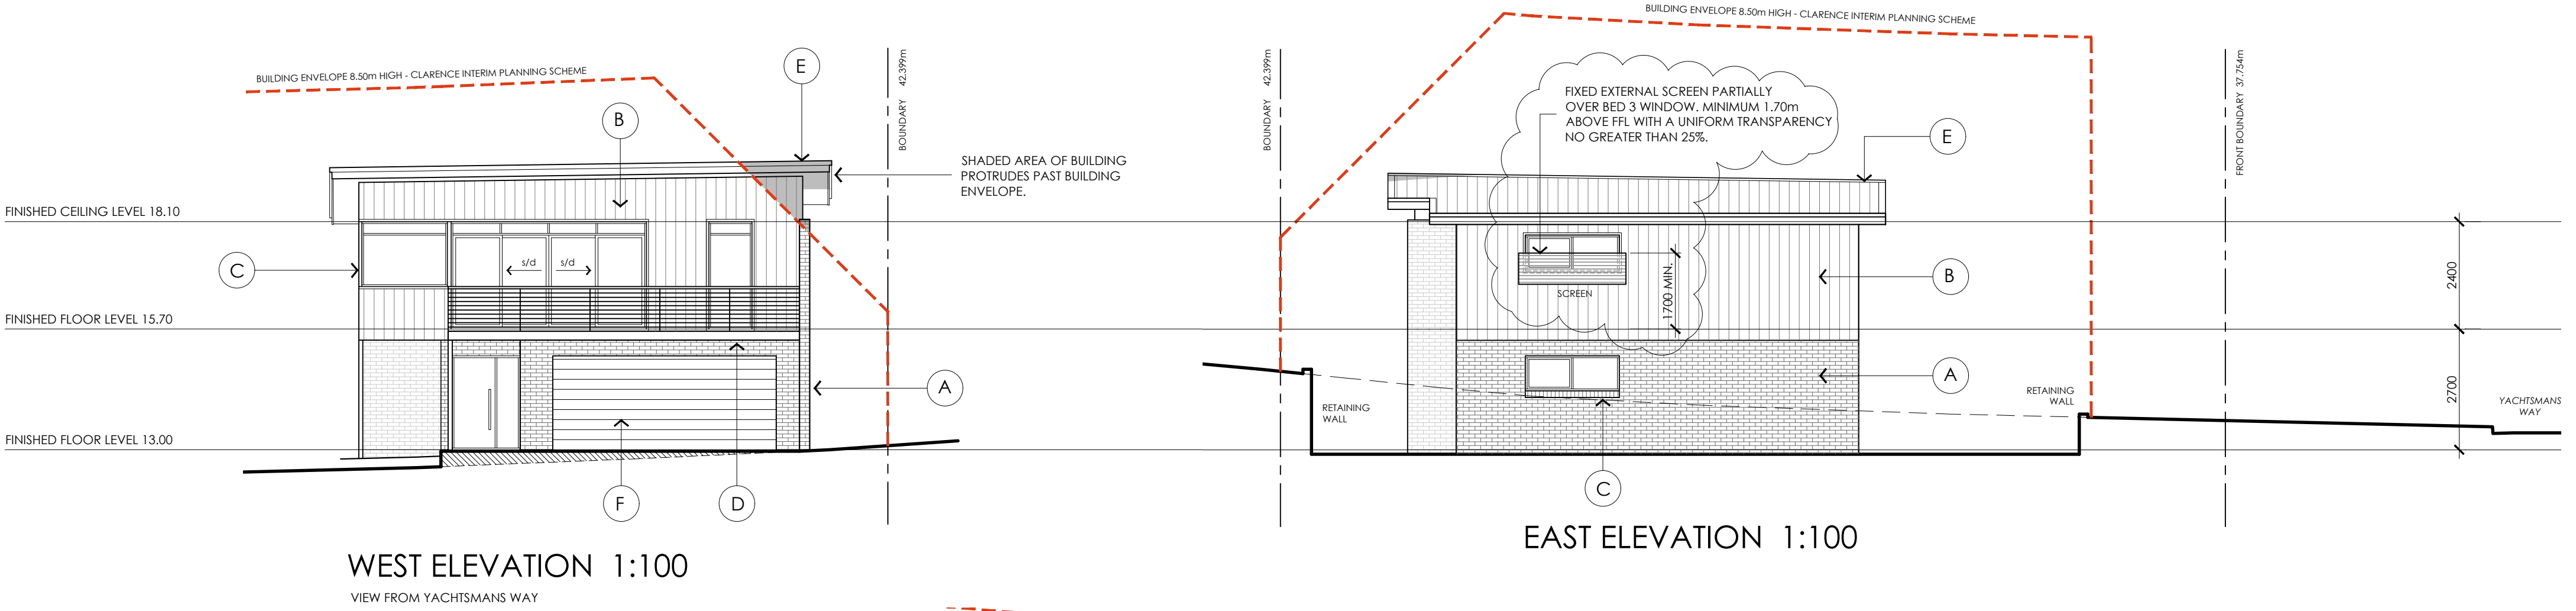 BUILDING ENVELOPE 8.50m HIGH - CLARENCE INTERIM PLANNING SCHEME
E
B
BOUNDARY 42.399m
SHADED AREA OF BUILDING
PROTRUDES PAST BUILDING
ENVELOPE.
FINISHED CEILING LEVEL 18.10
C
s/d
s/d
FINISHED FLOOR LEVEL 15.70
A
FINISHED FLOOR LEVEL 13.00
F
D
WEST ELEVATION 1:100
VIEW FROM YACHTSMANS WAY
BUILDING ENVELOPE 8.50m HIGH - CLARENCE INTERIM PLANNING SCHEME
BOUNDARY 42.399m
FIXED EXTERNAL SCREEN PARTIALLY
OVER BED 3 WINDOW. MINIMUM 1.70m
ABOVE FFL WITH A UNIFORM TRANSPARENCY
NO GREATER THAN 25%.
E
FRONT BOUNDARY 37.754m
B
SCREEN
1700 MIN.
2400
A
RETAINING
WALL
RETAINING
WALL
2700
YACHTSMANS
WAY
C
EAST ELEVATION 1:100